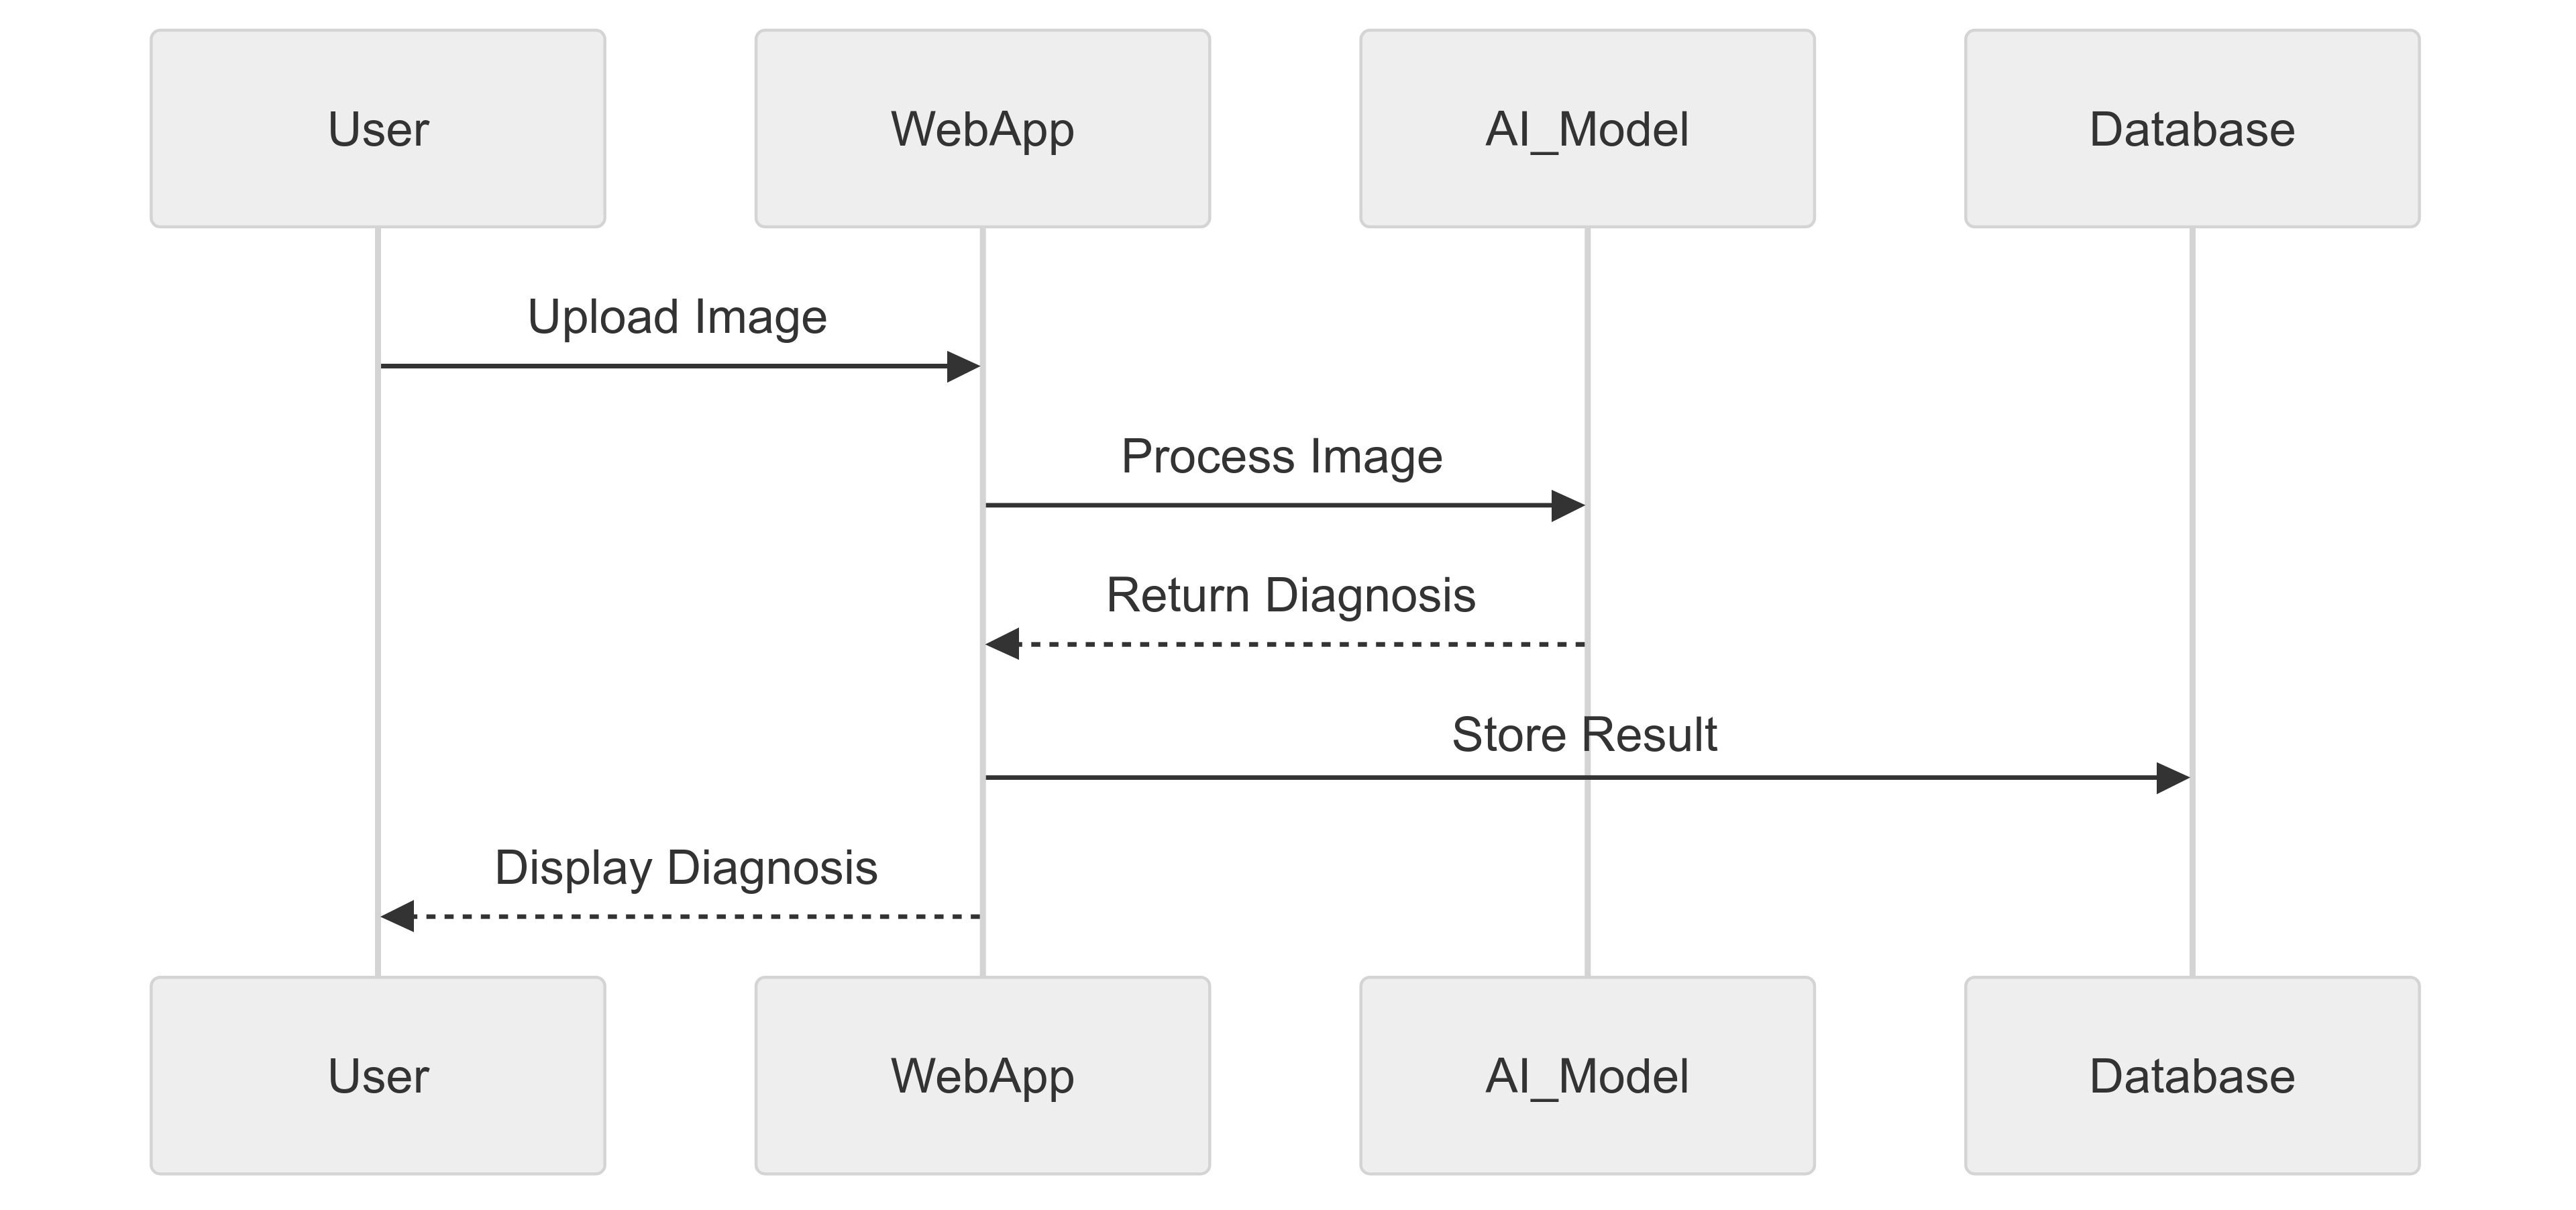 User
WebApp
AI_Model
Database
Upload Image
Process Image
Return Diagnosis
Store Result
Display Diagnosis
User
WebApp
AI_Model
Database